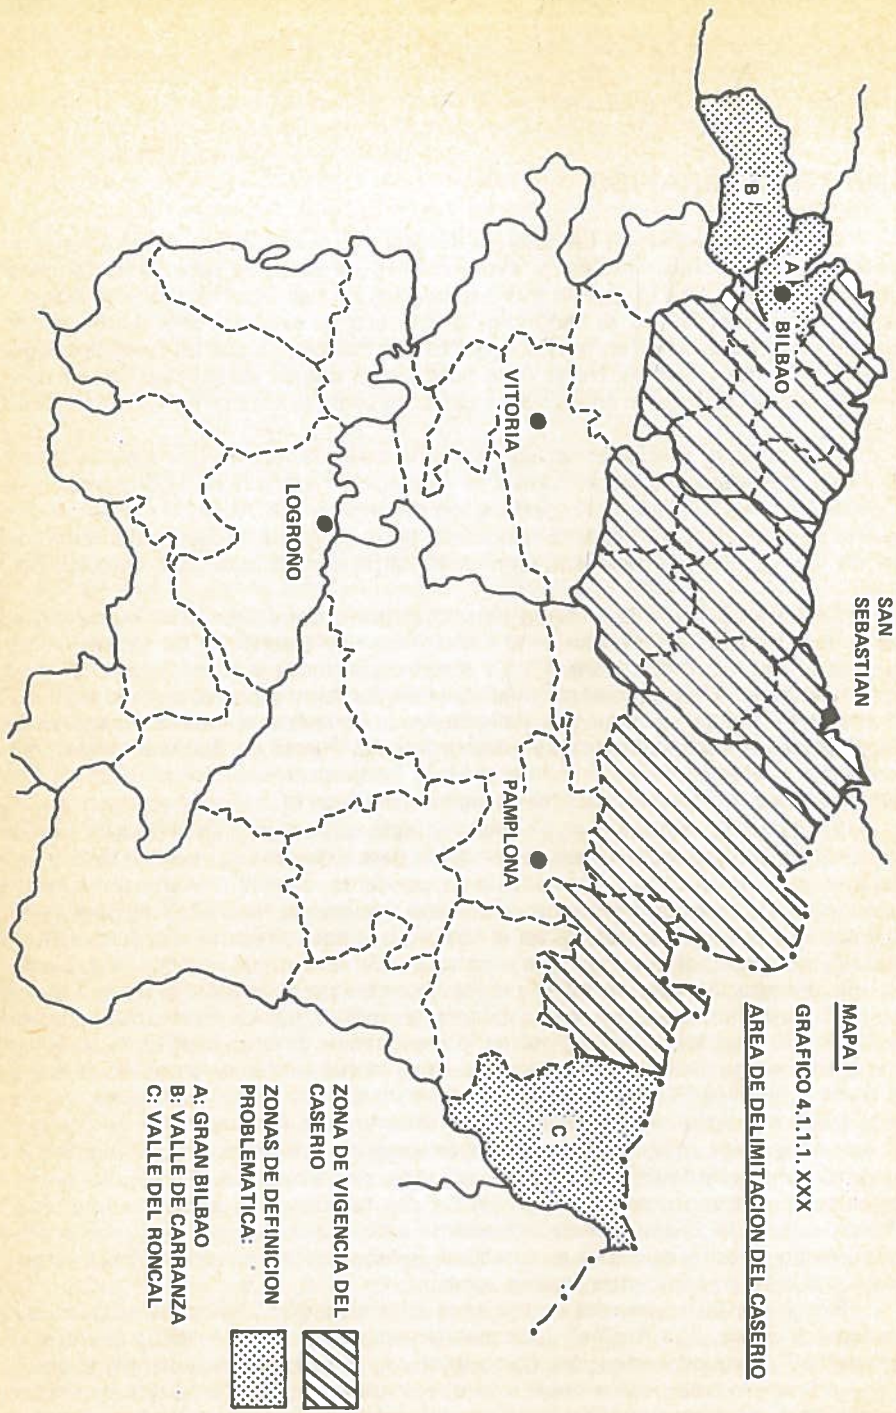 MAPA I
GRAFICO 4.1.1.1. XXX
AREA DE DELIMITACION DEL CASERIO
SAN
SEBASTIAN
B
A
BILBAO
VITORIA
PAMPLONA
LOGROÑO
C
ZONA DE VIGENCIA DEL
CASERIO
ZONAS DE DEFINICION
PROBLEMATICA:
A: GRAN BILBAO
B: VALLE DE CARRANZA
C: VALLE DEL RONCAL